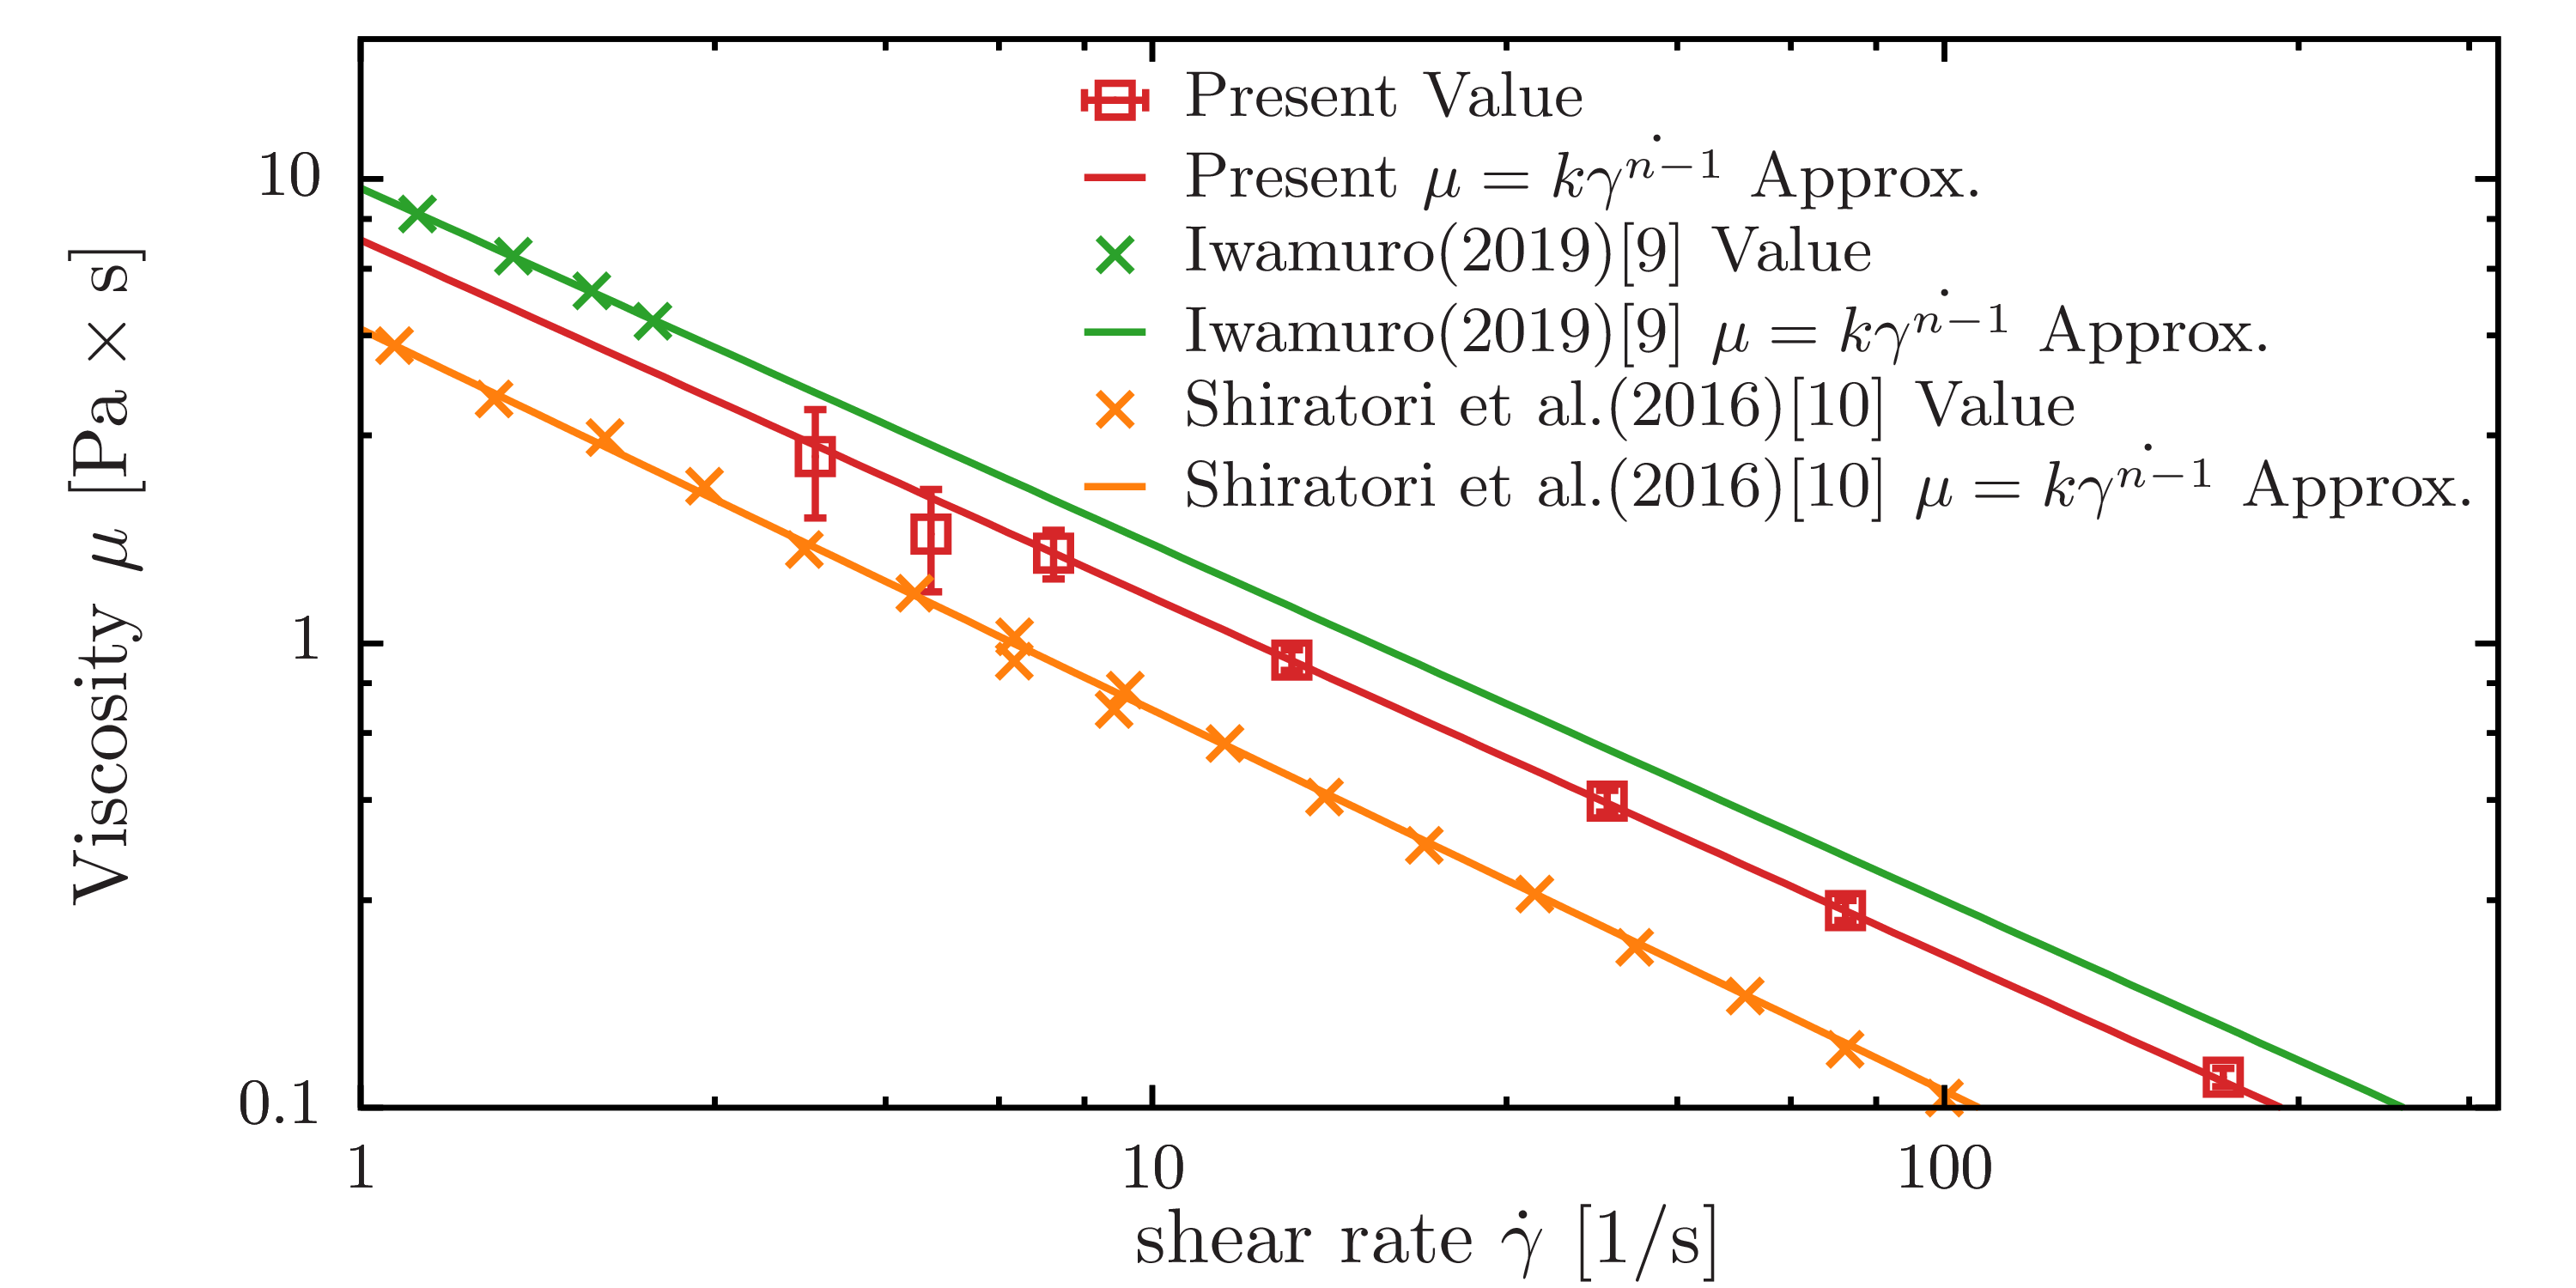 Present Value
Present μ = kγ^{n−1}̇ Approx.
Iwamuro(2019)[9] Value
Iwamuro(2019)[9] μ = kγ^{n−1}̇ Approx.
Shiratori et al.(2016)[10] Value
Shiratori et al.(2016)[10] μ = kγ^{n−1}̇ Approx.
Viscosity μ [Pa × s]
10
1
0.1
1 10 100
shear rate γ̇ [1/s]